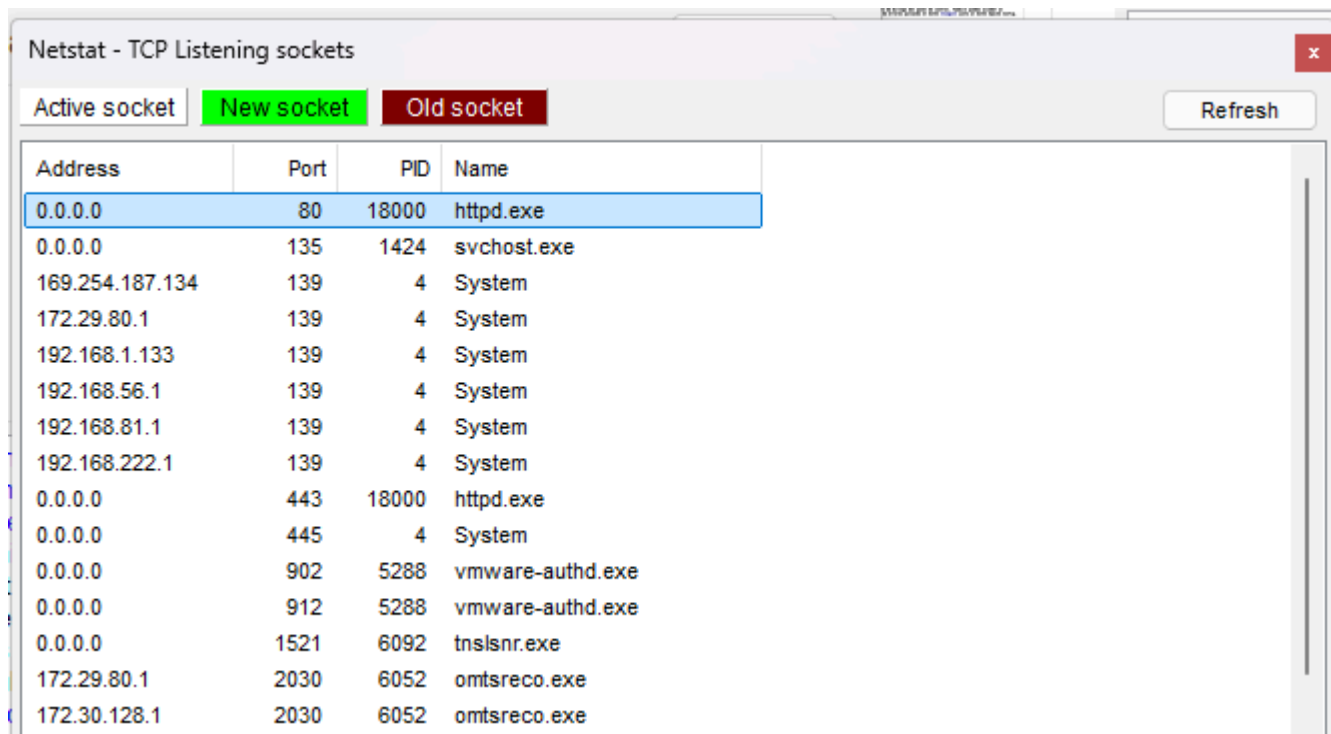 Netstat - TCP Listening sockets
x
Active socket New socket Old socket Refresh
Address Port PID Name
0.0.0.0 80 18000 httpd.exe
0.0.0.0 135 1424 svchost.exe
169.254.187.134 139 4 System
172.29.80.1 139 4 System
192.168.1.133 139 4 System
192.168.56.1 139 4 System
192.168.81.1 139 4 System
192.168.222.1 139 4 System
0.0.0.0 443 18000 httpd.exe
0.0.0.0 445 4 System
0.0.0.0 902 5288 vmware-authd.exe
0.0.0.0 912 5288 vmware-authd.exe
0.0.0.0 1521 6092 tnslsnr.exe
172.29.80.1 2030 6052 omtsreco.exe
172.30.128.1 2030 6052 omtsreco.exe